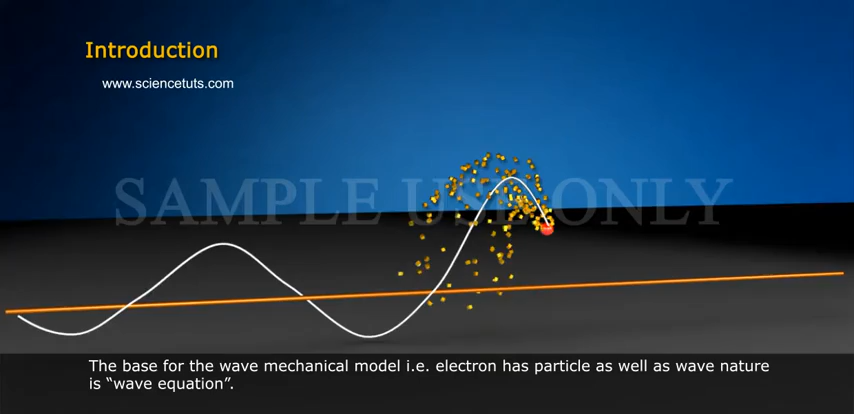 Introduction
www.sciencetuts.com
SAMPLE USE ONLY
The base for the wave mechanical model i.e. electron has particle as well as wave nature
is “wave equation”.